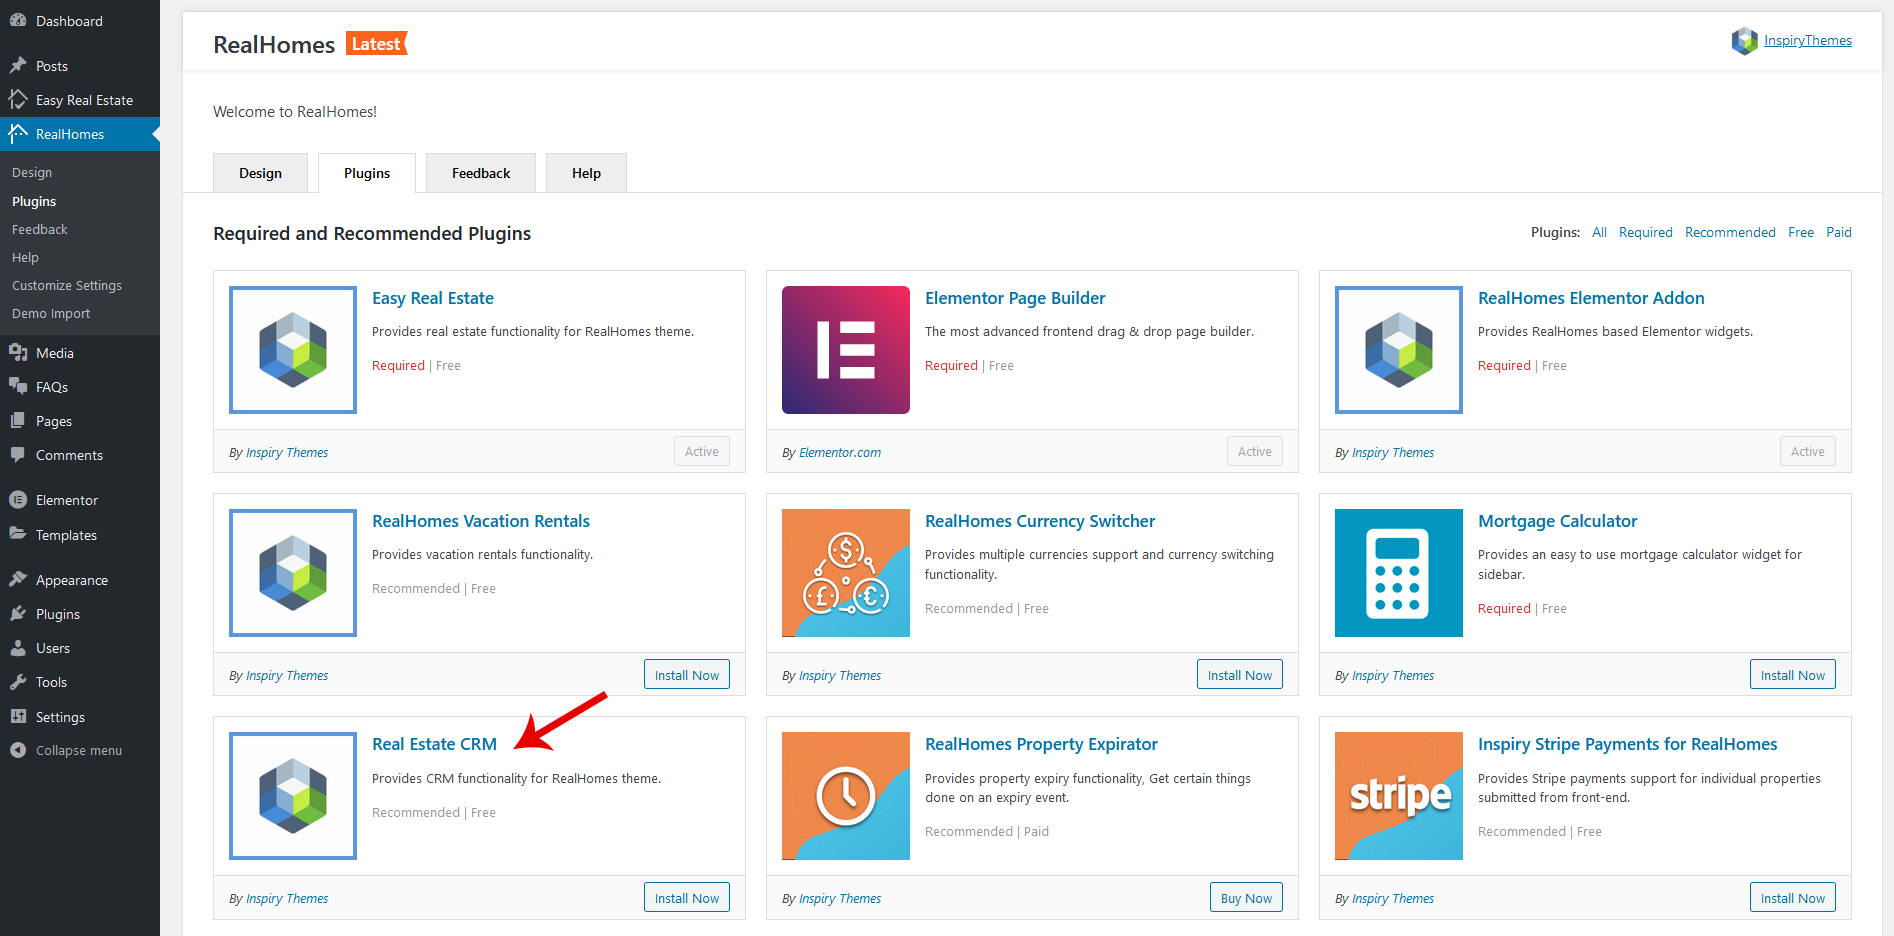 Dashboard
Posts
Easy Real Estate
RealHomes
Design
Plugins
Feedback
Help
Customize Settings
Demo Import
Media
FAQs
Pages
Comments
Elementor
Templates
Appearance
Plugins
Users
Tools
Settings
Collapse menu
RealHomes Latest
InspiryThemes
Welcome to RealHomes!
Design Plugins Feedback Help
Required and Recommended Plugins
Plugins: All Required Recommended Free Paid
Easy Real Estate
Provides real estate functionality for RealHomes theme.
Required | Free
By Inspiry Themes Active
Elementor Page Builder
The most advanced frontend drag & drop page builder.
Required | Free
By Elementor.com Active
RealHomes Elementor Addon
Provides RealHomes based Elementor widgets.
Required | Free
By Inspiry Themes Active
RealHomes Vacation Rentals
Provides vacation rentals functionality.
Recommended | Free
By Inspiry Themes Install Now
RealHomes Currency Switcher
Provides multiple currencies support and currency switching
functionality.
Recommended | Free
By Inspiry Themes Install Now
Mortgage Calculator
Provides an easy to use mortgage calculator widget for
sidebar.
Required | Free
By Inspiry Themes Install Now
Real Estate CRM
Provides CRM functionality for RealHomes theme.
Recommended | Free
By Inspiry Themes Install Now
RealHomes Property Expirator
Provides property expiry functionality, Get certain things
done on an expiry event.
Recommended | Paid
By Inspiry Themes Buy Now
stripe
Inspiry Stripe Payments for RealHomes
Provides Stripe payments support for individual properties
submitted from front-end.
Recommended | Free
By Inspiry Themes Install Now